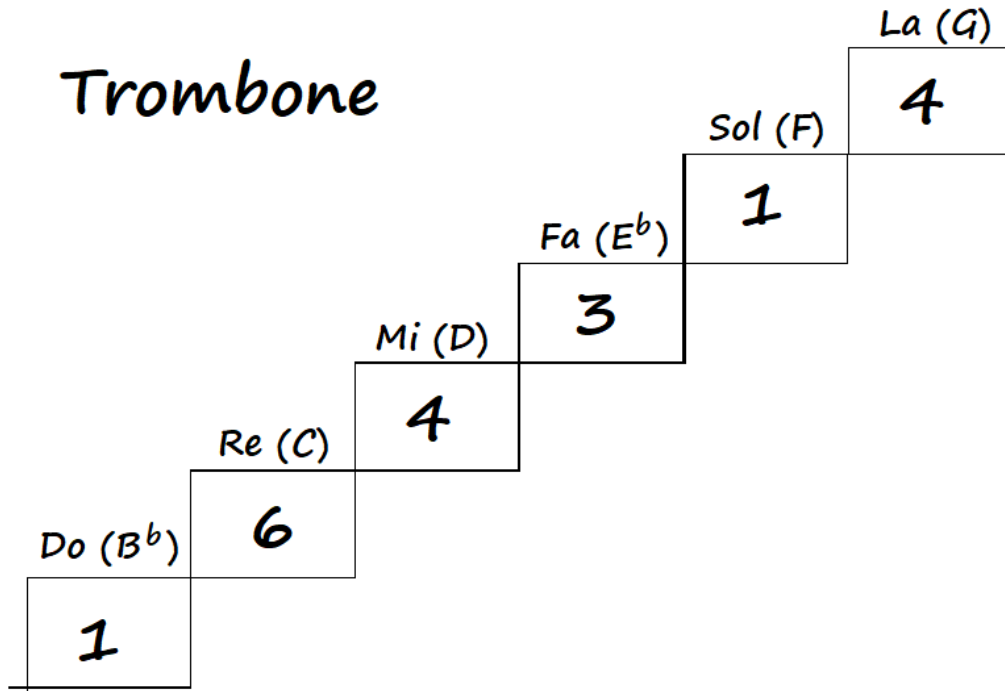 La (G)
Trombone
4
Sol (F)
1
Fa (E♭)
3
Mi (D)
4
Re (C)
6
Do (B♭)
1